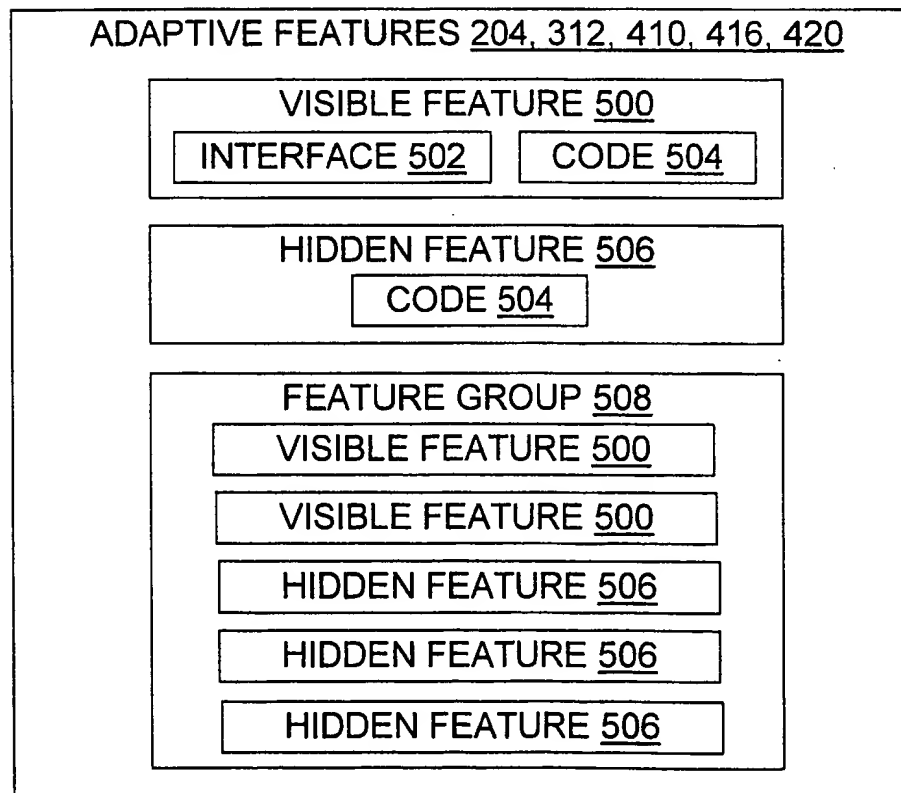 ADAPTIVE FEATURES 204, 312, 410, 416, 420
VISIBLE FEATURE 500
INTERFACE 502
CODE 504
HIDDEN FEATURE 506
CODE 504
FEATURE GROUP 508
VISIBLE FEATURE 500
VISIBLE FEATURE 500
HIDDEN FEATURE 506
HIDDEN FEATURE 506
HIDDEN FEATURE 506